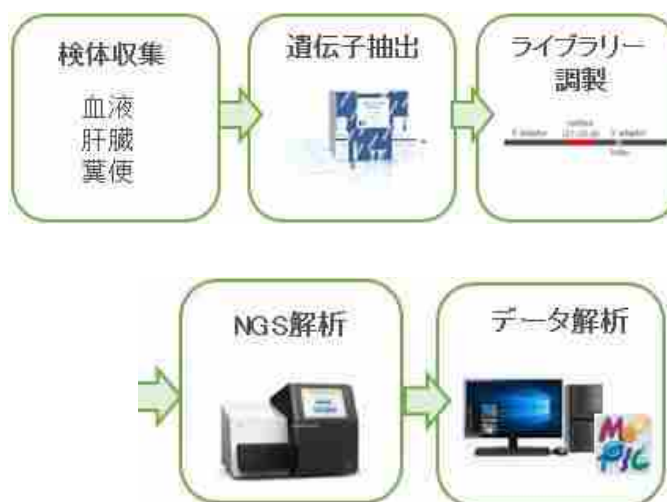 検体収集
血液
肝臓
糞便
遺伝子抽出
ライブラリー
調製
NGS解析
データ解析